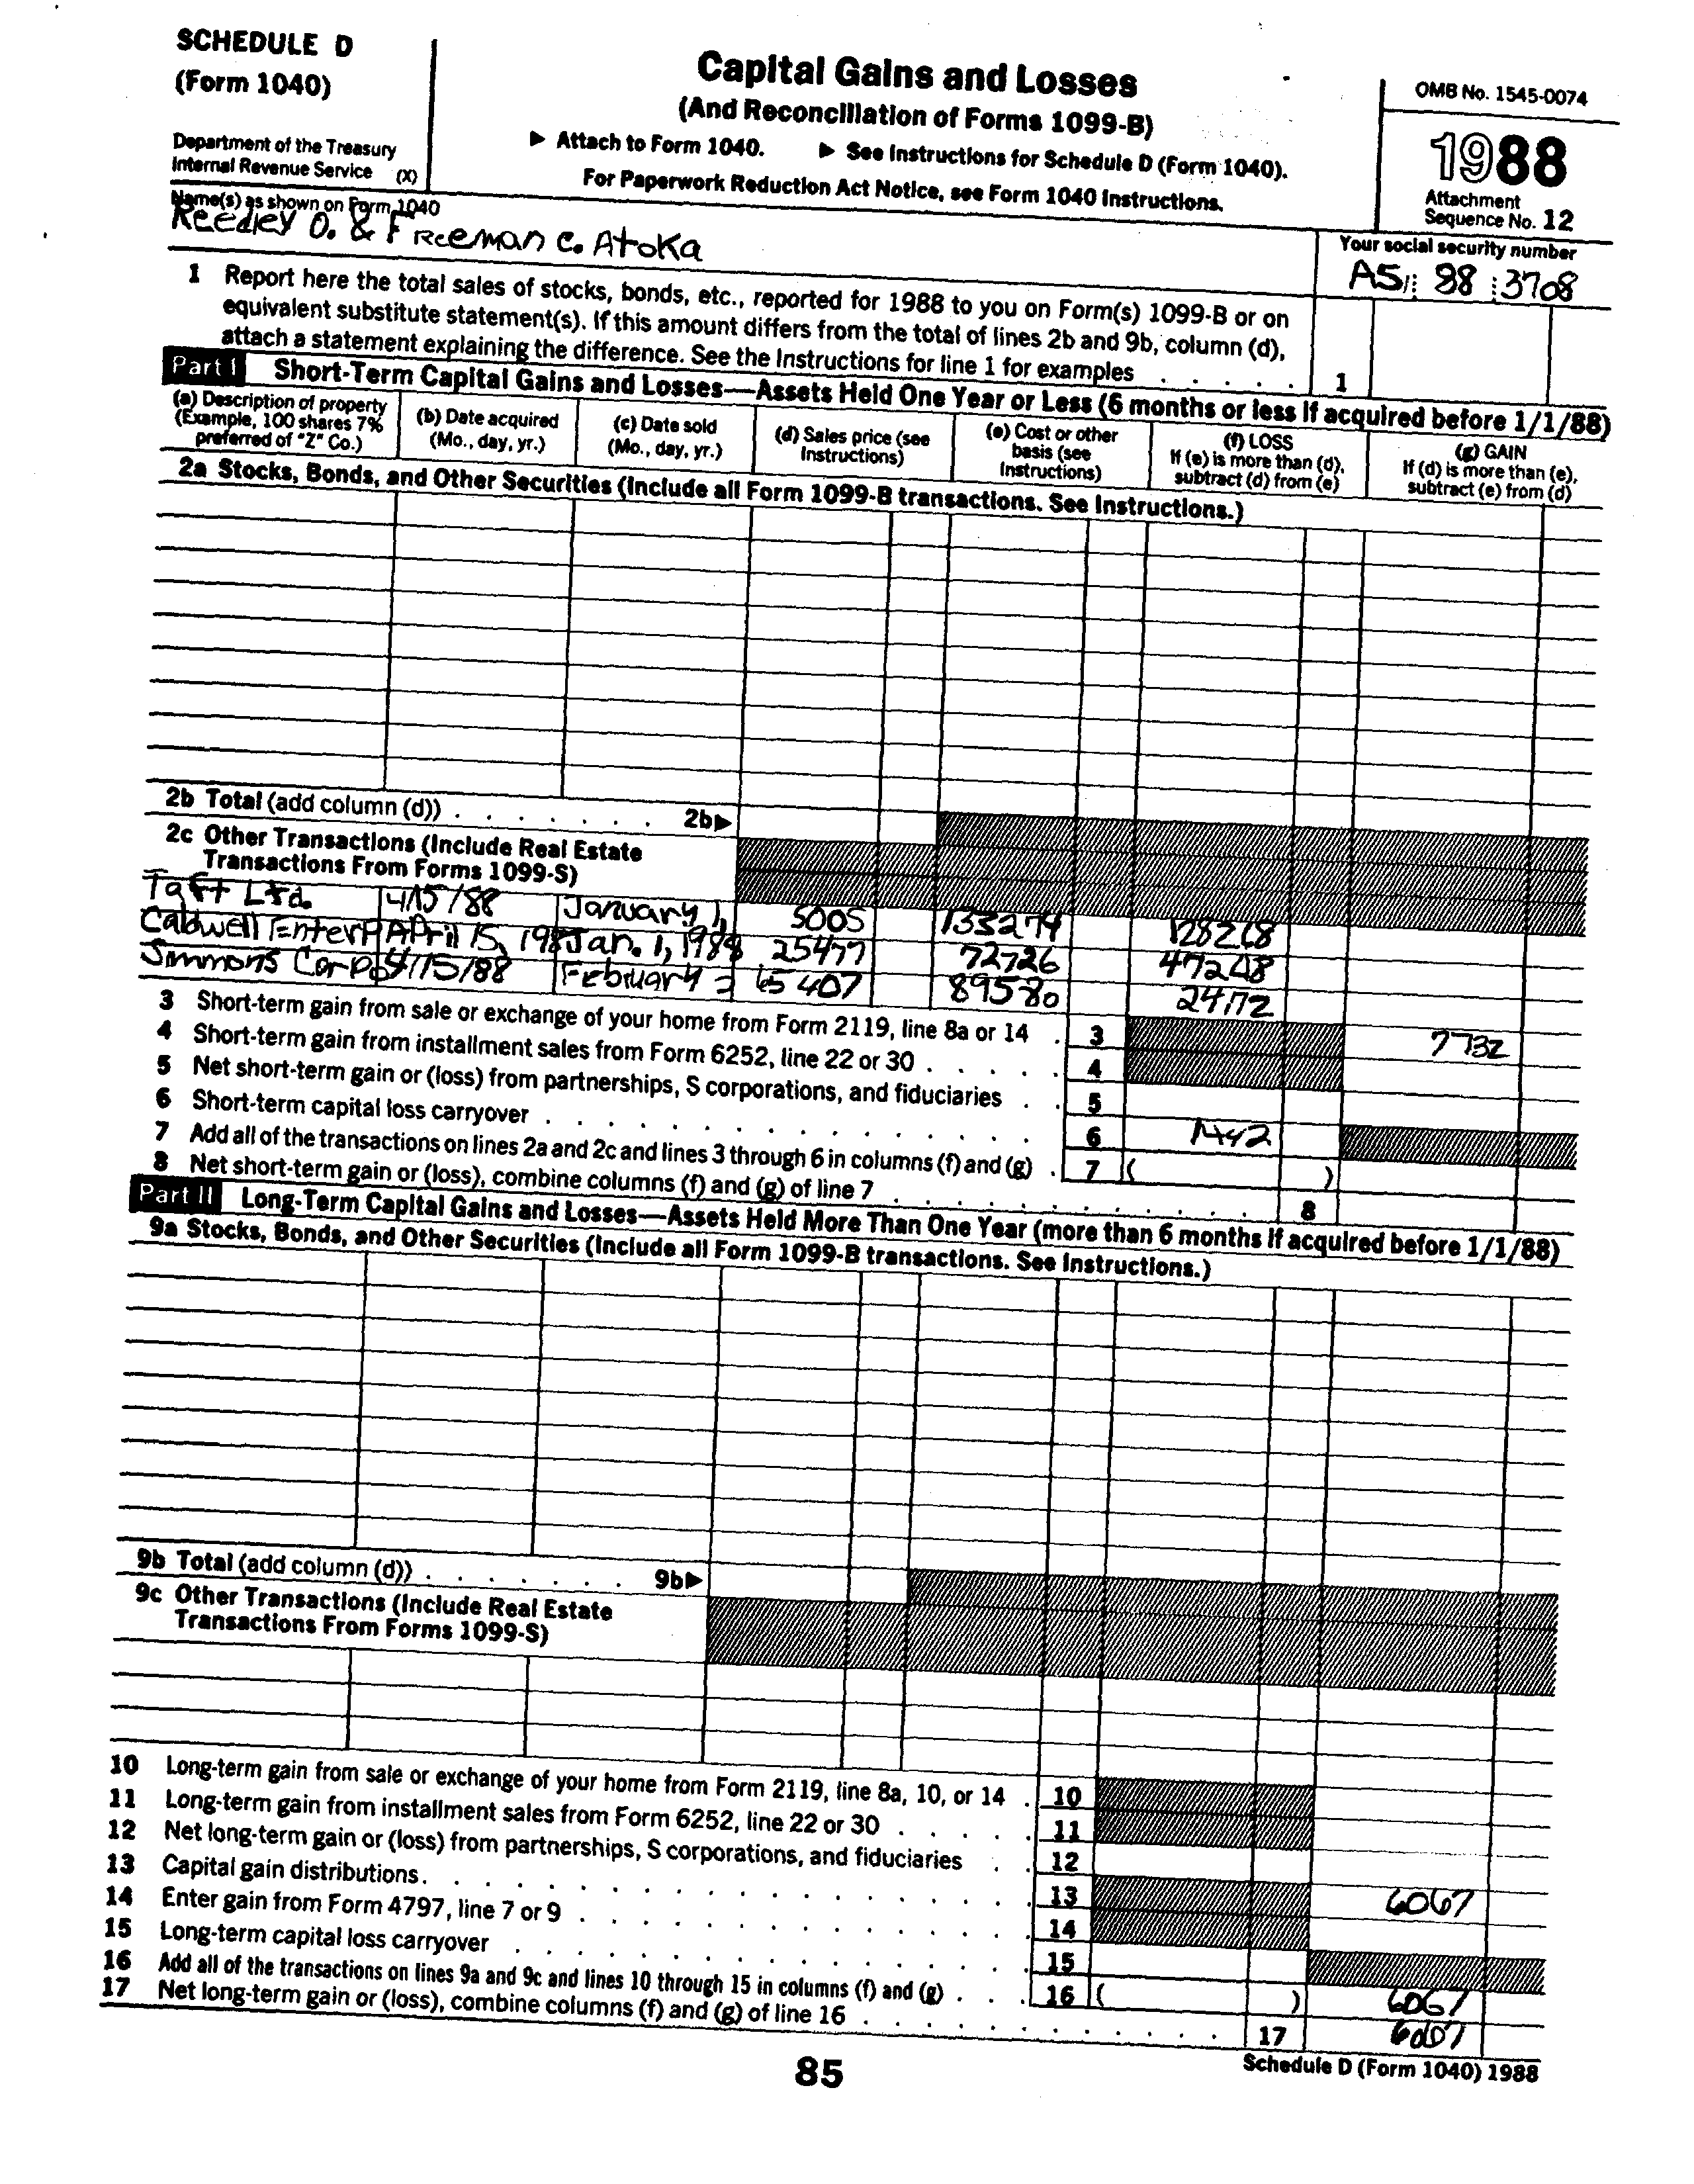 SCHEDULE D
(Form 1040)
Department of the Treasury
Internal Revenue Service (X)
Capital Gains and Losses
(And Reconciliation of Forms 1099-B)
▶ Attach to Form 1040. ▶ See Instructions for Schedule D (Form 1040).
For Paperwork Reduction Act Notice, see Form 1040 Instructions.
OMB No. 1545-0074
1988
Attachment
Sequence No. 12
Name(s) as shown on Form 1040
Reedley O. & Freeman C. Atoka
Your social security number
AS 88 3708
1 Report here the total sales of stocks, bonds, etc., reported for 1988 to you on Form(s) 1099-B or on
equivalent substitute statement(s). If this amount differs from the total of lines 2b and 9b, column (d),
attach a statement explaining the difference. See the Instructions for line 1 for examples . . . . . 1
Part I Short-Term Capital Gains and Losses—Assets Held One Year or Less (6 months or less if acquired before 1/1/88)
(a) Description of property
(Example, 100 shares 7%
preferred of "Z" Co.)
(b) Date acquired
(Mo., day, yr.)
(c) Date sold
(Mo., day, yr.)
(d) Sales price (see
Instructions)
(e) Cost or other
basis (see
Instructions)
(f) LOSS
If (e) is more than (d),
subtract (d) from (e)
(g) GAIN
If (d) is more than (e),
subtract (e) from (d)
2a Stocks, Bonds, and Other Securities (Include all Form 1099-B transactions. See Instructions.)
2b Total (add column (d)) . . . . . . . 2b▶
2c Other Transactions (Include Real Estate
Transactions From Forms 1099-S)
Taft Ltd. 4/15/88 January 1, 5005 133274 128268
Caldwell Enterp April 15, 198 Jan. 1, 1988 25477 72726 47248
Simmons Corpo 4/15/88 February 2 65407 89580 24172
3 Short-term gain from sale or exchange of your home from Form 2119, line 8a or 14 . 3 7732
4 Short-term gain from installment sales from Form 6252, line 22 or 30 . . . . . 4
5 Net short-term gain or (loss) from partnerships, S corporations, and fiduciaries . . 5
6 Short-term capital loss carryover . . . . . . . . . . . . . . . . 6 1442
7 Add all of the transactions on lines 2a and 2c and lines 3 through 6 in columns (f) and (g) . 7 ( )
8 Net short-term gain or (loss), combine columns (f) and (g) of line 7 . . . . . . . . . . . . 8
Part II Long-Term Capital Gains and Losses—Assets Held More Than One Year (more than 6 months if acquired before 1/1/88)
9a Stocks, Bonds, and Other Securities (Include all Form 1099-B transactions. See Instructions.)
9b Total (add column (d)) . . . . . . . 9b▶
9c Other Transactions (Include Real Estate
Transactions From Forms 1099-S)
10 Long-term gain from sale or exchange of your home from Form 2119, line 8a, 10, or 14 . 10
11 Long-term gain from installment sales from Form 6252, line 22 or 30 . . . . . 11
12 Net long-term gain or (loss) from partnerships, S corporations, and fiduciaries . . 12
13 Capital gain distributions . . . . . . . . . . . . . . . . . . . 13 6067
14 Enter gain from Form 4797, line 7 or 9 . . . . . . . . . . . . . . 14
15 Long-term capital loss carryover . . . . . . . . . . . . . . . . 15
16 Add all of the transactions on lines 9a and 9c and lines 10 through 15 in columns (f) and (g) . . . 16 ( ) 6067
17 Net long-term gain or (loss), combine columns (f) and (g) of line 16 . . . . . . . . . . . . 17 6067
85
Schedule D (Form 1040) 1988